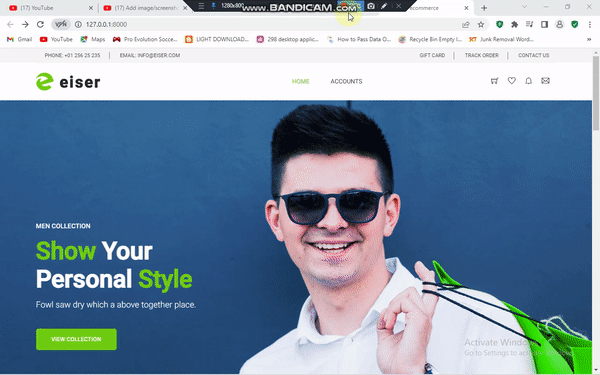 (17) YouTube
(17) Add image/screensh
1280x800
www.BANDICAM.com
ecommerce
VPN
127.0.0.1:8000
Gmail
YouTube
Maps
Pro Evolution Socce...
LIGHT DOWNLOAD...
298 desktop applic...
How to Pass Data O...
Recycle Bin Empty I...
Junk Removal Word...
PHONE: +01 256 25 235
EMAIL: INFO@EISER.COM
GIFT CARD
TRACK ORDER
CONTACT US
eiser
HOME
ACCOUNTS
MEN COLLECTION
Show Your
Personal Style
Fowl saw dry which a above together place.
VIEW COLLECTION
Activate Windows
Go to Settings to activate